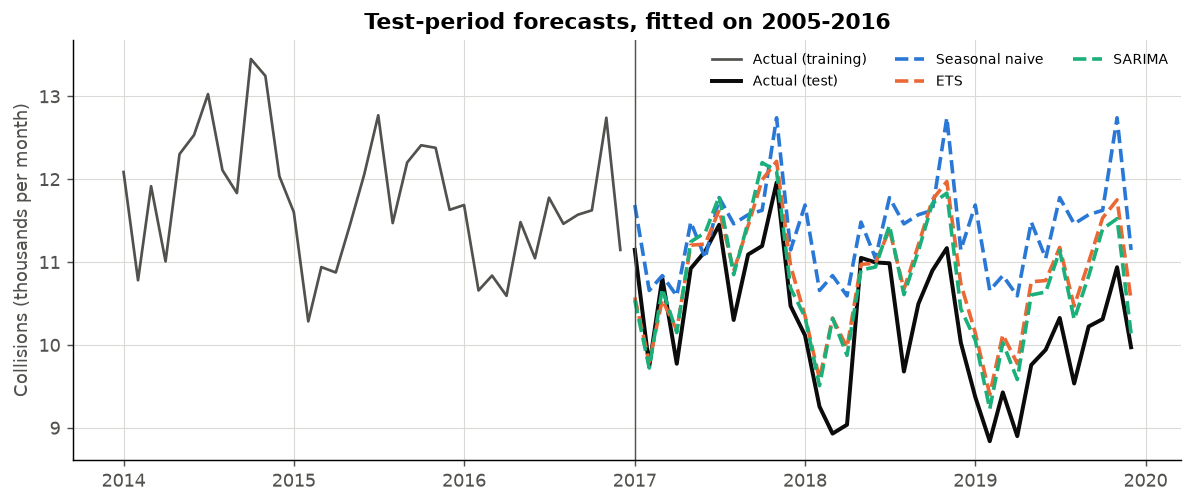 Test-period forecasts, fitted on 2005-2016
Actual (training)
Actual (test)
Seasonal naive
ETS
SARIMA
Collisions (thousands per month)
13
12
11
10
9
2014 2015 2016 2017 2018 2019 2020